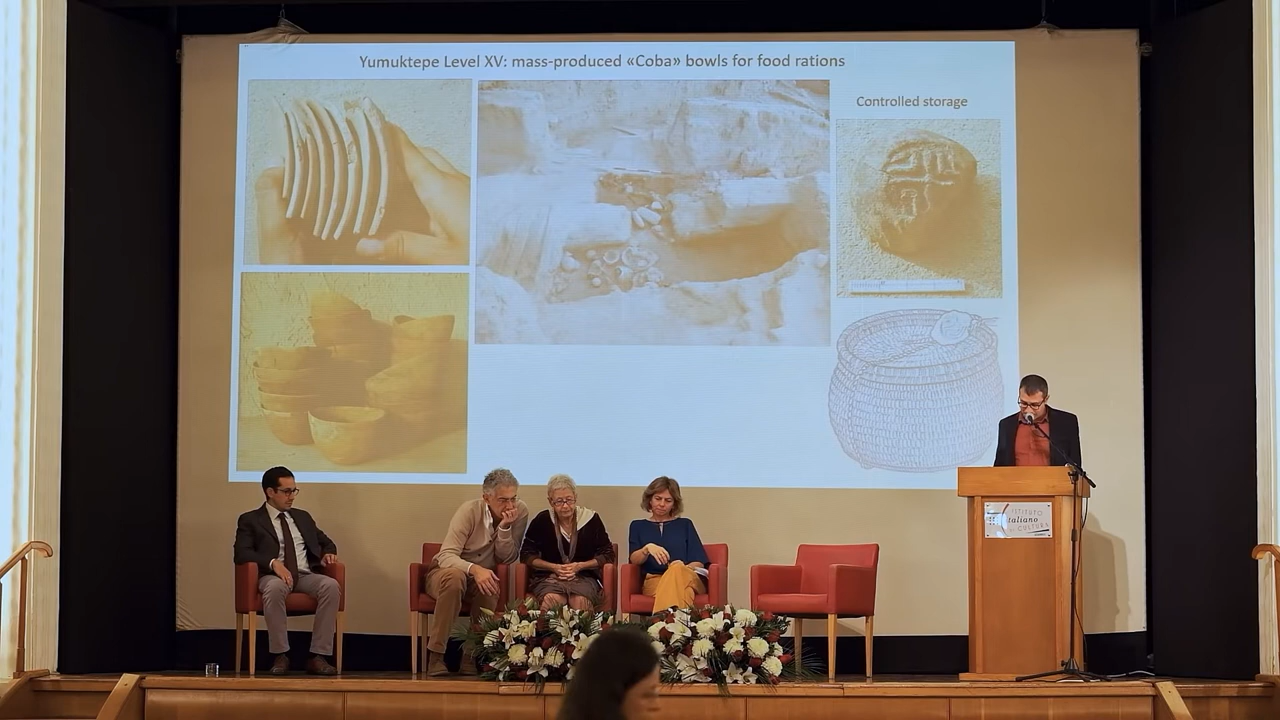 Yumuktepe Level XV: mass-produced «Coba» bowls for food rations
Controlled storage
ISTITUTO
italiano
di CULTURA